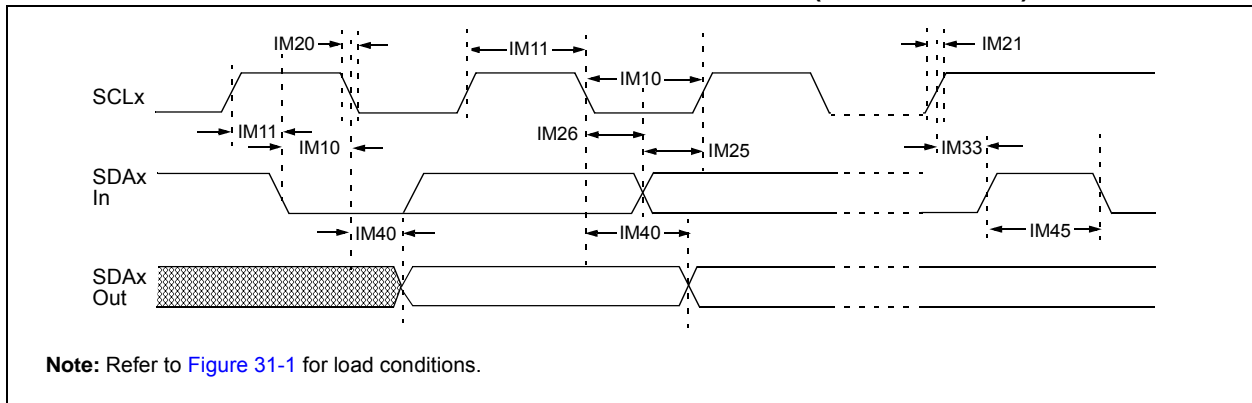 IM20
IM11
IM21
SCLx
IM10
IM11
IM10
IM26
IM25
IM33
SDAx
In
IM40
IM40
IM45
SDAx
Out
Note: Refer to Figure 31-1 for load conditions.